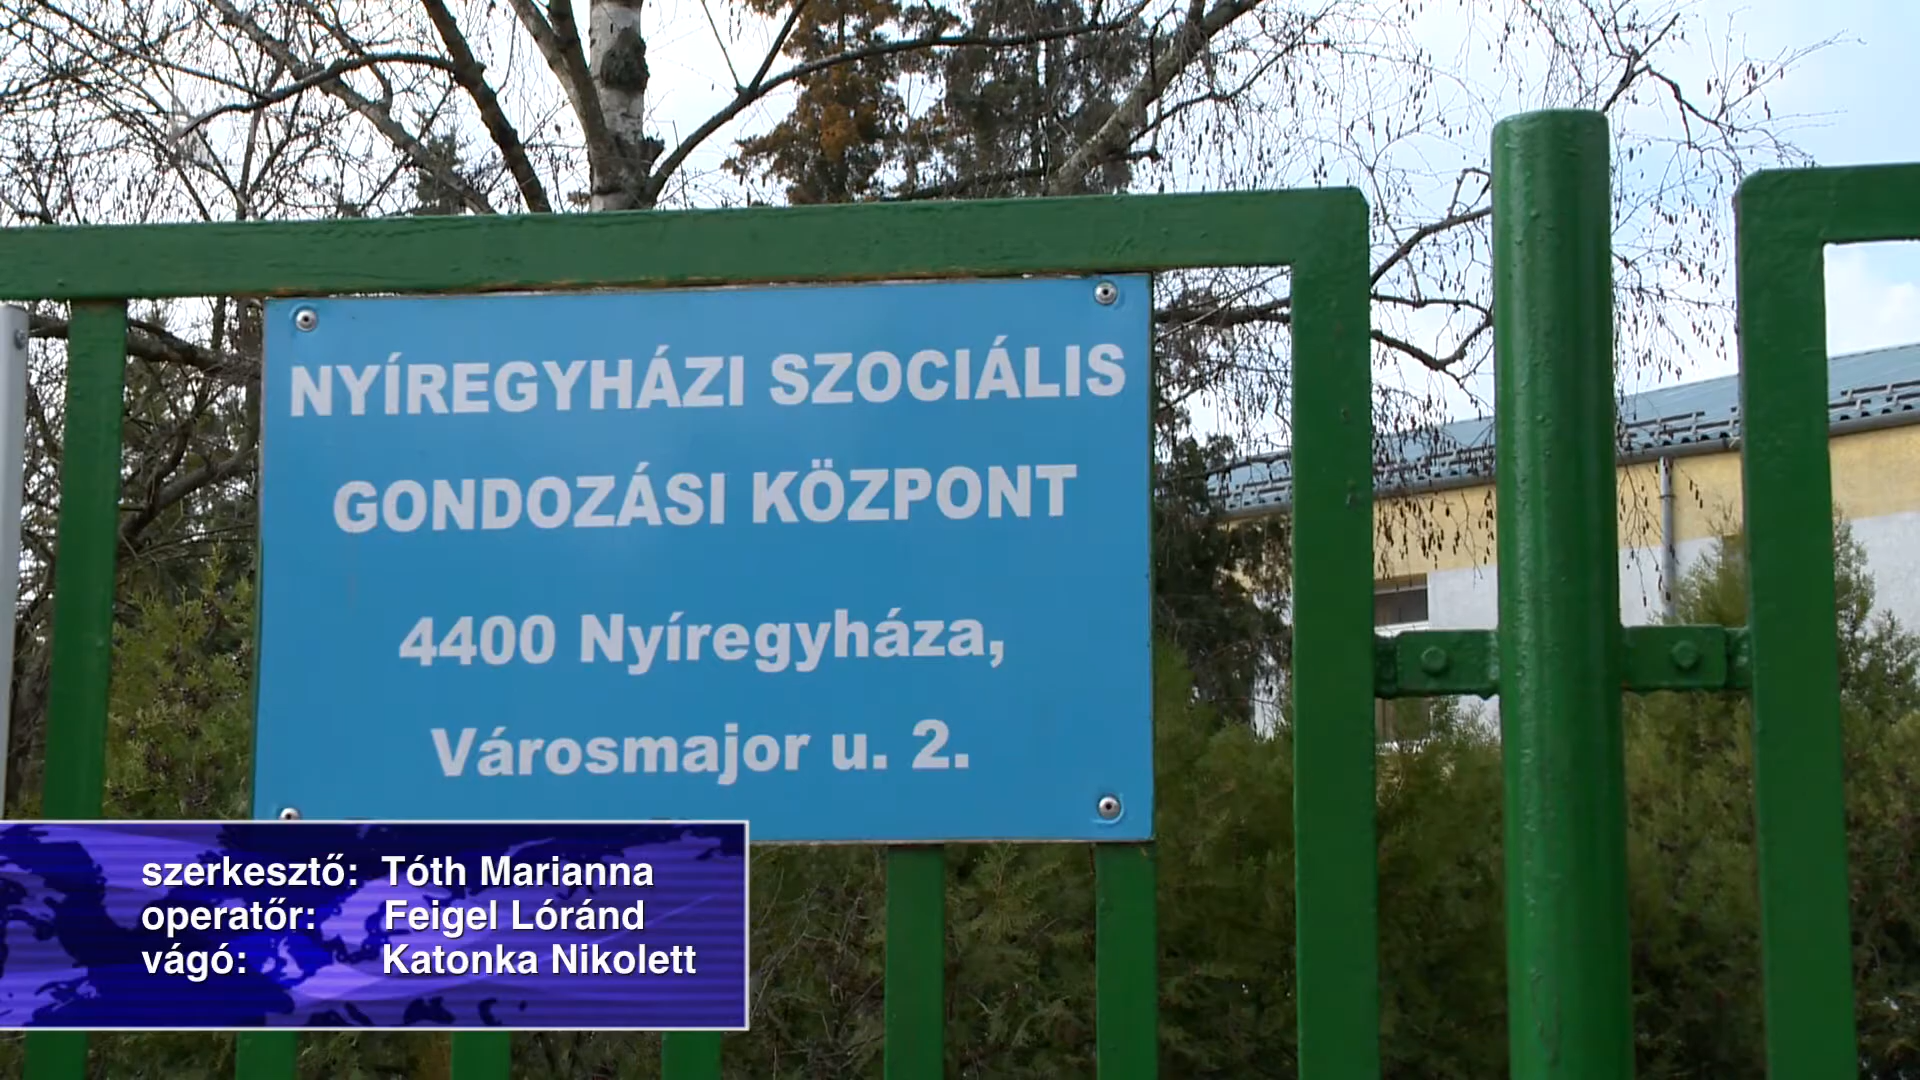 NYÍREGYHÁZI SZOCIÁLIS
GONDOZÁSI KÖZPONT
4400 Nyíregyháza,
Városmajor u. 2.
szerkesztő: Tóth Marianna
operatőr: Feigel Lóránd
vágó: Katonka Nikolett